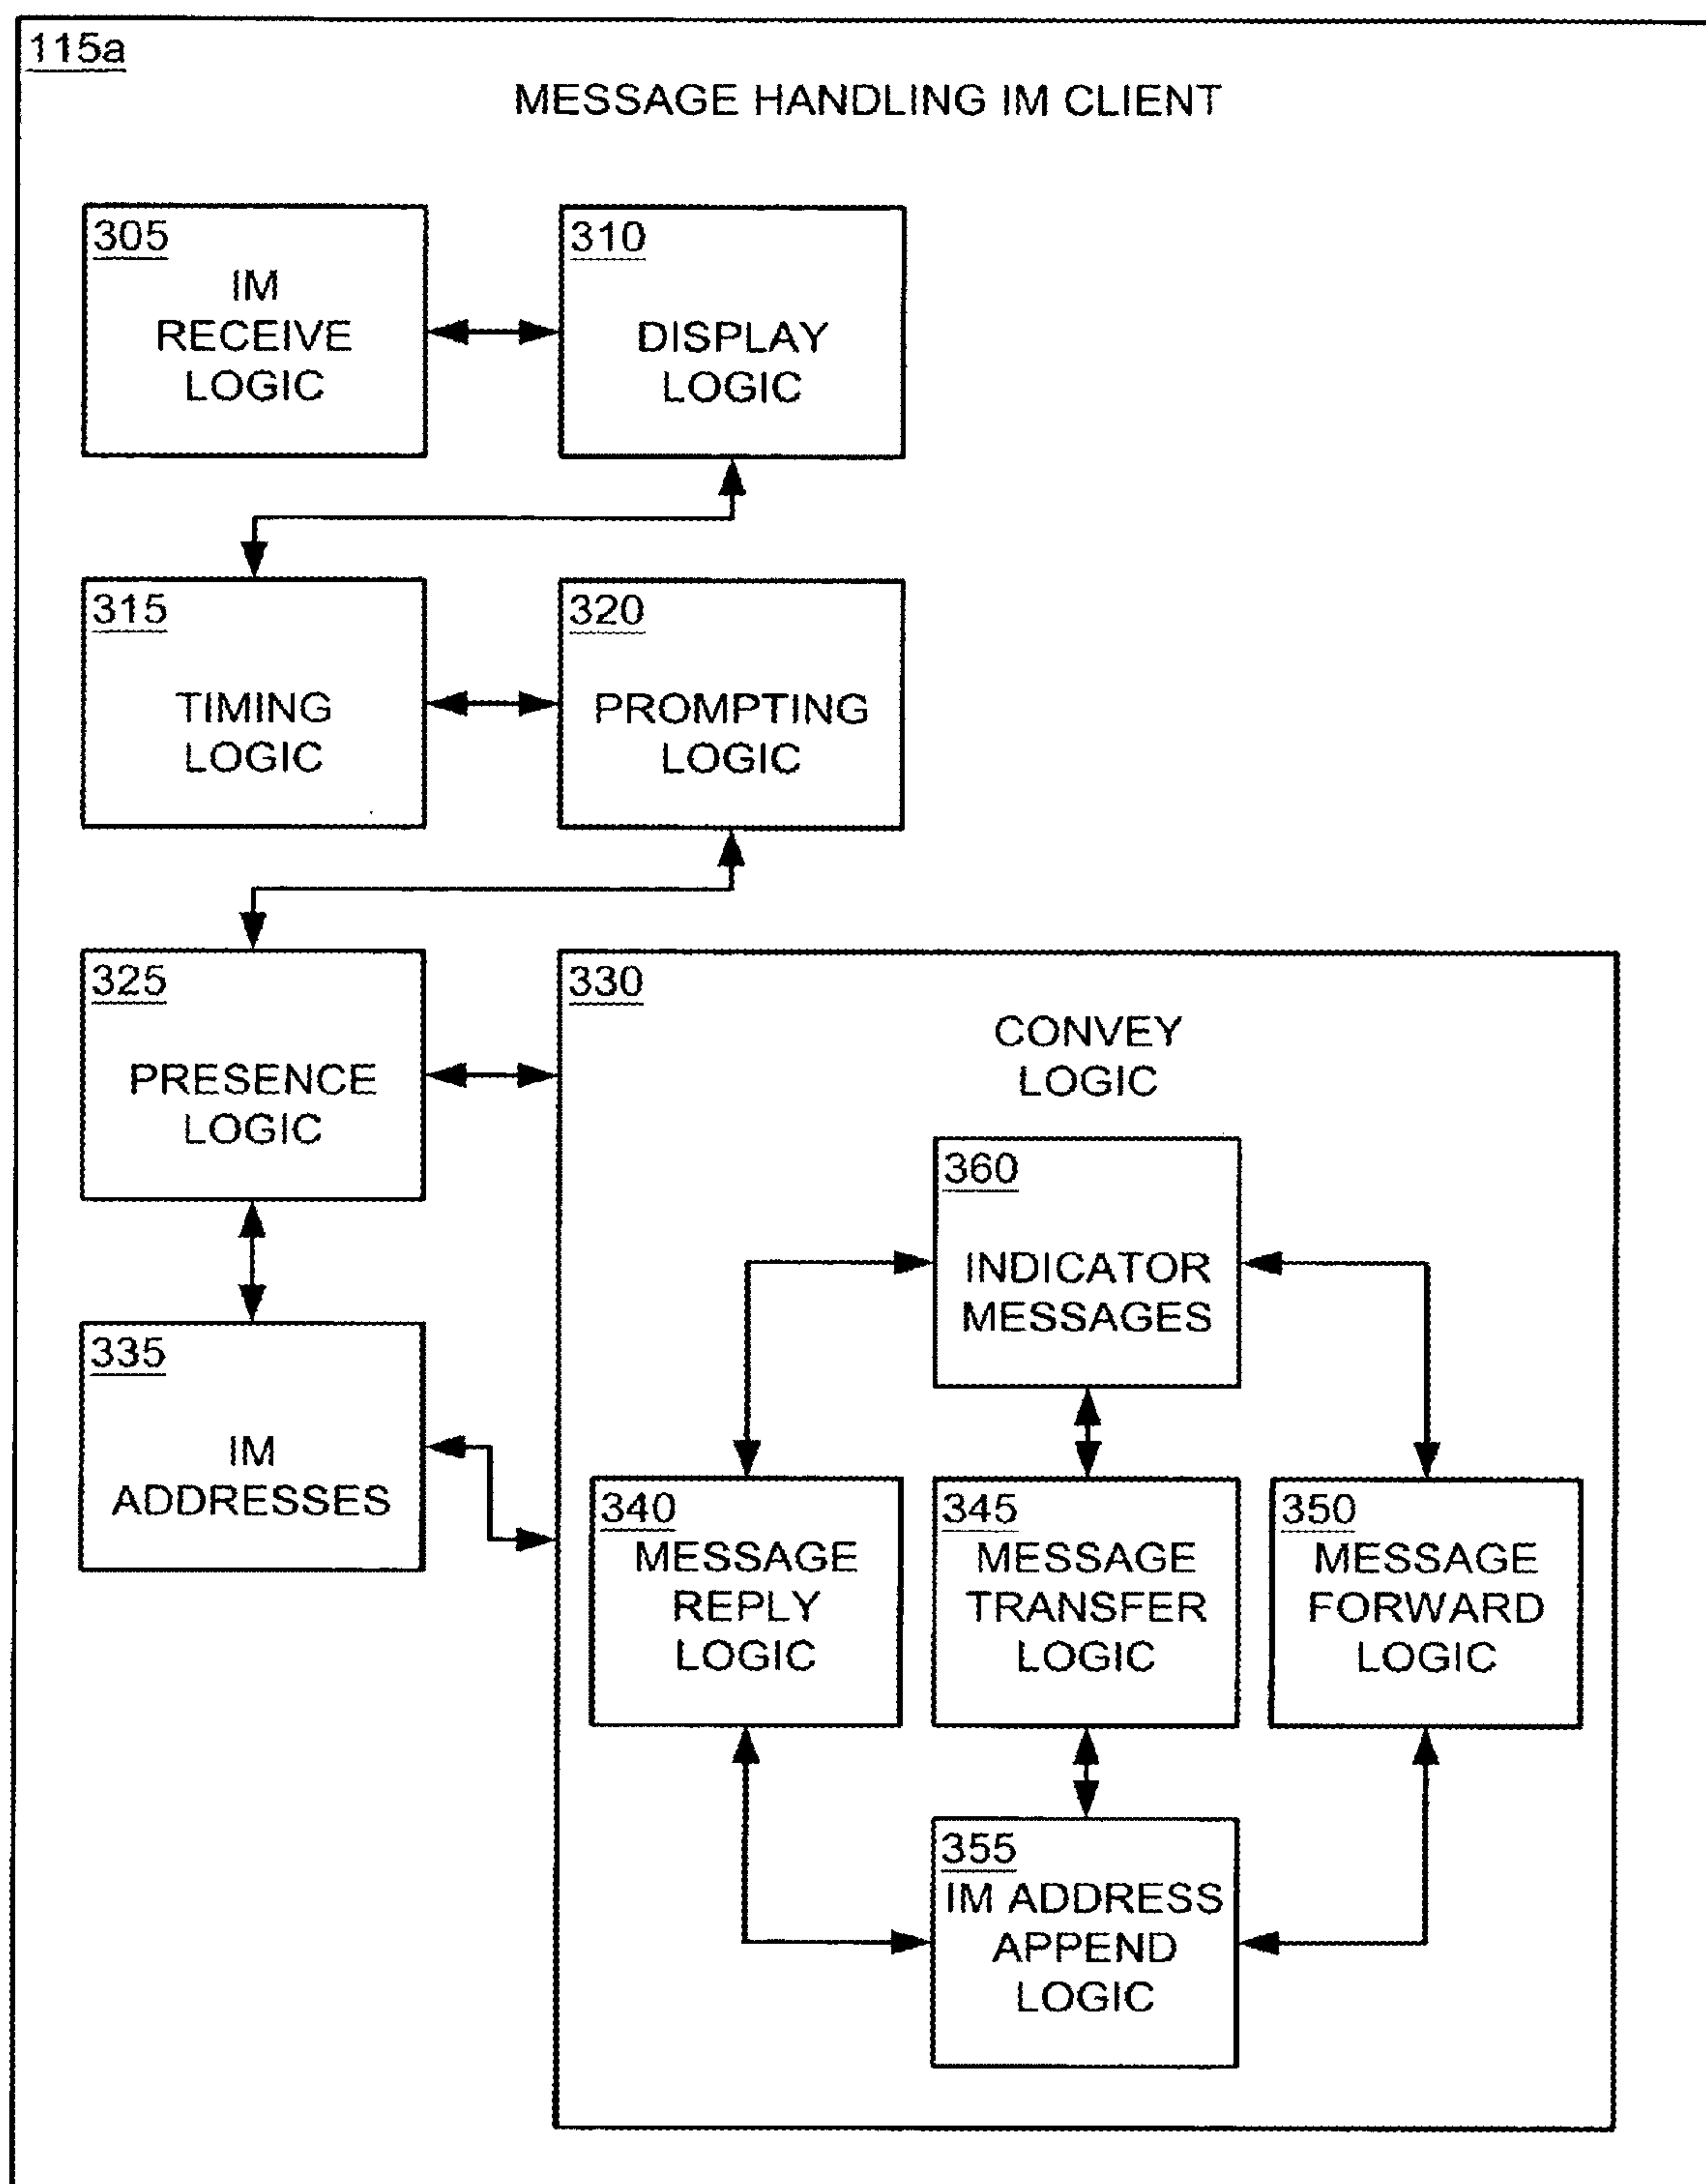 115a
MESSAGE HANDLING IM CLIENT
305
IM
RECEIVE
LOGIC
310
DISPLAY
LOGIC
315
TIMING
LOGIC
320
PROMPTING
LOGIC
325
PRESENCE
LOGIC
330
CONVEY
LOGIC
360
INDICATOR
MESSAGES
335
IM
ADDRESSES
340
MESSAGE
REPLY
LOGIC
345
MESSAGE
TRANSFER
LOGIC
350
MESSAGE
FORWARD
LOGIC
355
IM ADDRESS
APPEND
LOGIC